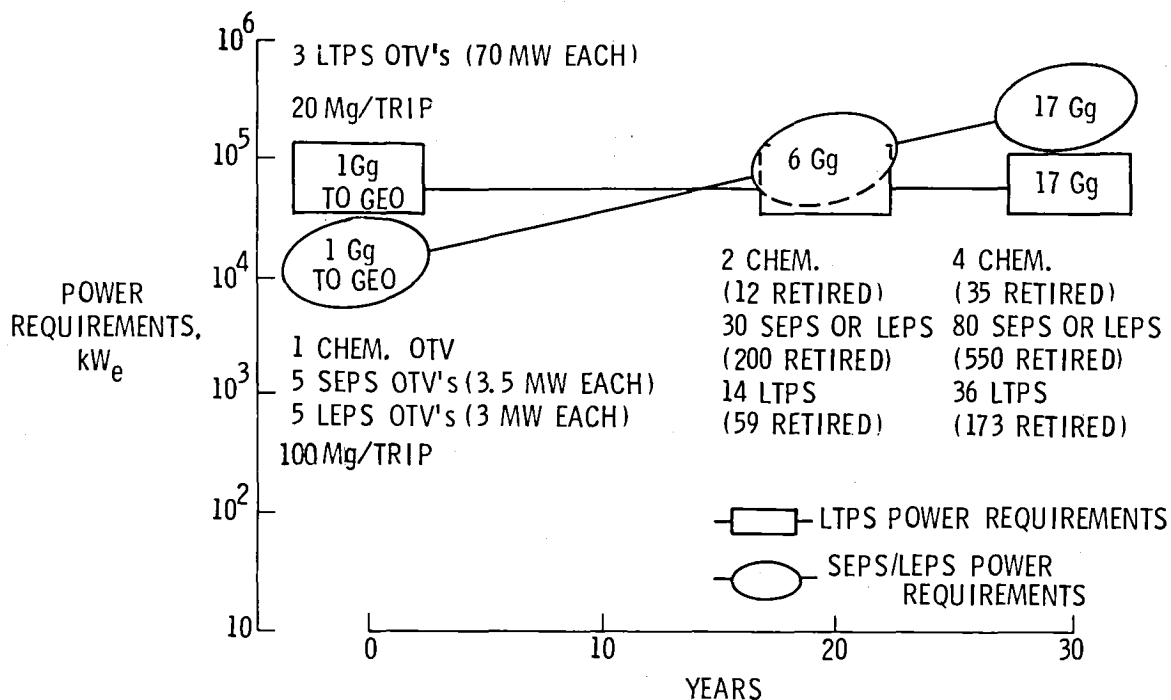 10^6
3 LTPS OTV's (70 MW EACH)
20 Mg/TRIP
10^5
1Gg
TO GEO
6 Gg
17 Gg
17 Gg
1 Gg
TO GEO
10^4
POWER
REQUIREMENTS,
kW_e
1 CHEM. OTV
5 SEPS OTV's (3.5 MW EACH)
5 LEPS OTV's (3 MW EACH)
100 Mg/TRIP
10^3
2 CHEM.
(12 RETIRED)
30 SEPS OR LEPS
(200 RETIRED)
14 LTPS
(59 RETIRED)
4 CHEM.
(35 RETIRED)
80 SEPS OR LEPS
(550 RETIRED)
36 LTPS
(173 RETIRED)
10^2
LTPS POWER REQUIREMENTS
SEPS/LEPS POWER
REQUIREMENTS
10
0
10
20
30
YEARS